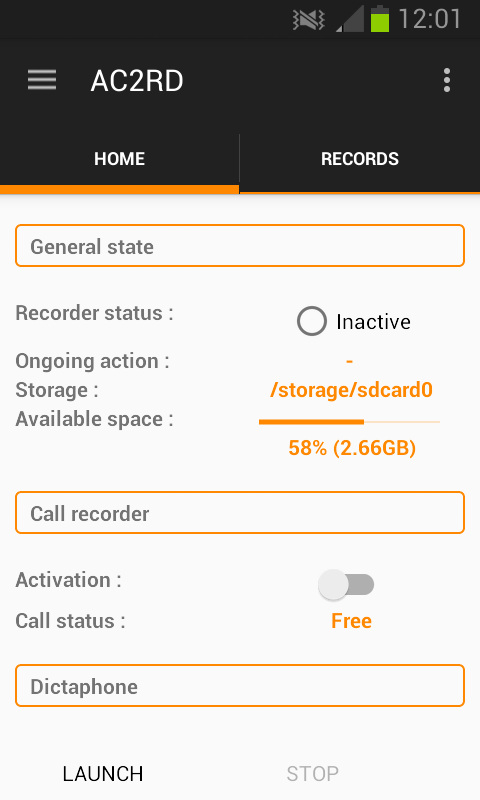 12:01
AC2RD
HOME RECORDS
General state
Recorder status : Inactive
Ongoing action : -
Storage : /storage/sdcard0
Available space :
58% (2.66GB)
Call recorder
Activation :
Call status : Free
Dictaphone
LAUNCH STOP